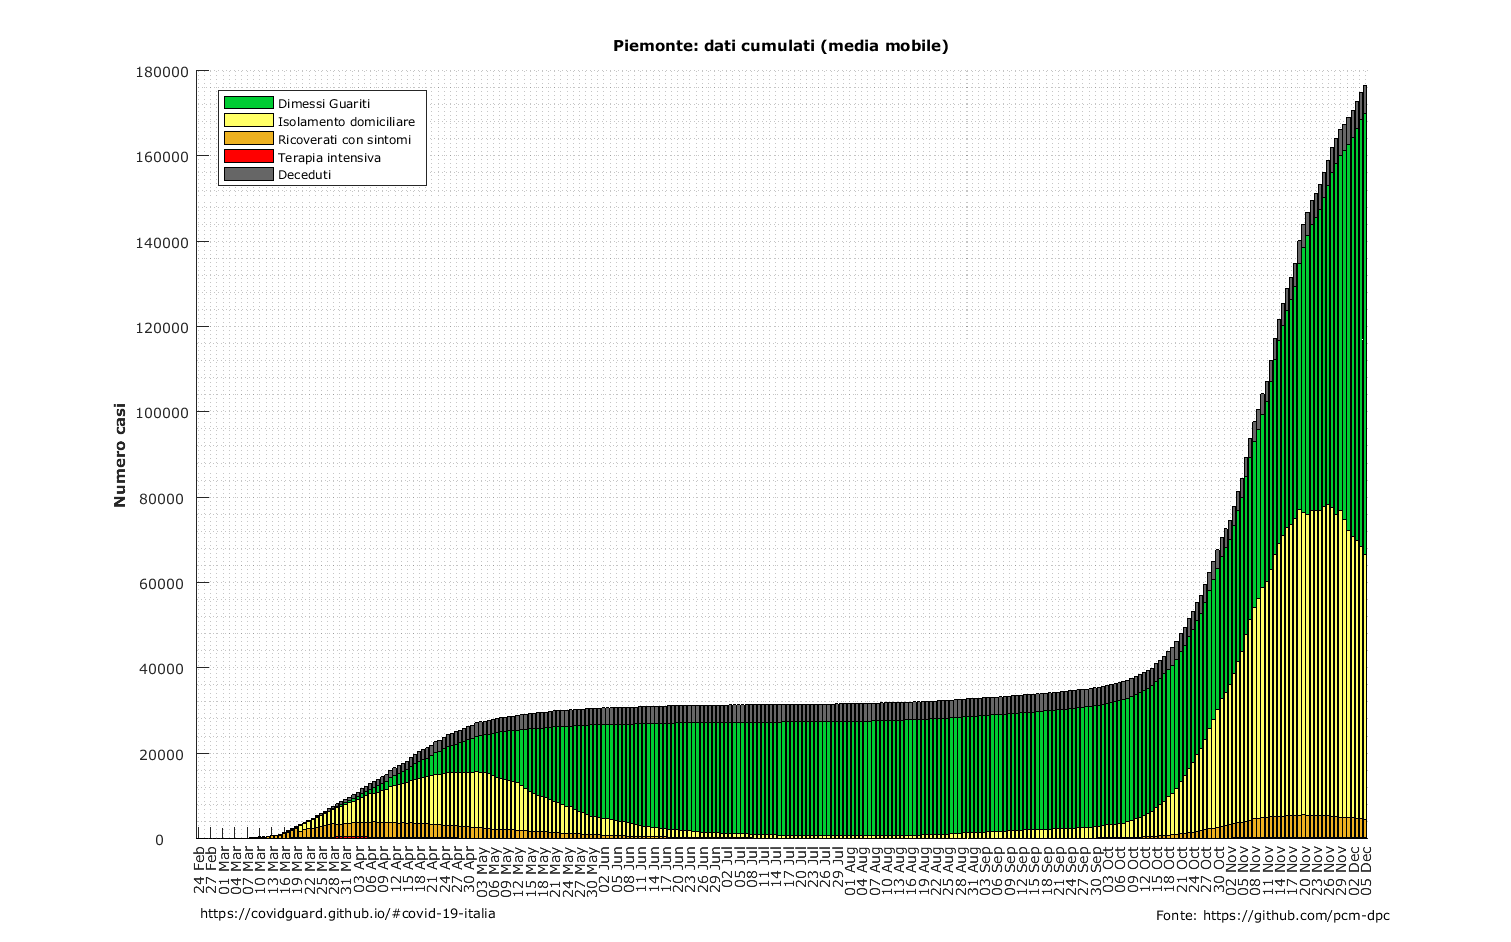 Piemonte: dati cumulati (media mobile)
180000
160000
140000
120000
100000
80000
60000
40000
20000
0
Numero casi
Dimessi Guariti
Isolamento domiciliare
Ricoverati con sintomi
Terapia intensiva
Deceduti
24 Feb
27 Feb
01 Mar
04 Mar
07 Mar
10 Mar
13 Mar
16 Mar
19 Mar
22 Mar
25 Mar
28 Mar
31 Mar
03 Apr
06 Apr
09 Apr
12 Apr
15 Apr
18 Apr
21 Apr
24 Apr
27 Apr
30 Apr
03 May
06 May
09 May
12 May
15 May
18 May
21 May
24 May
27 May
30 May
02 Jun
05 Jun
08 Jun
11 Jun
14 Jun
17 Jun
20 Jun
23 Jun
26 Jun
29 Jun
02 Jul
05 Jul
08 Jul
11 Jul
14 Jul
17 Jul
20 Jul
23 Jul
26 Jul
29 Jul
01 Aug
04 Aug
07 Aug
10 Aug
13 Aug
16 Aug
19 Aug
22 Aug
25 Aug
28 Aug
31 Aug
03 Sep
06 Sep
09 Sep
12 Sep
15 Sep
18 Sep
21 Sep
24 Sep
27 Sep
30 Sep
03 Oct
06 Oct
09 Oct
12 Oct
15 Oct
18 Oct
21 Oct
24 Oct
27 Oct
30 Oct
02 Nov
05 Nov
08 Nov
11 Nov
14 Nov
17 Nov
20 Nov
23 Nov
26 Nov
29 Nov
02 Dec
05 Dec
https://covidguard.github.io/#covid-19-italia
Fonte: https://github.com/pcm-dpc